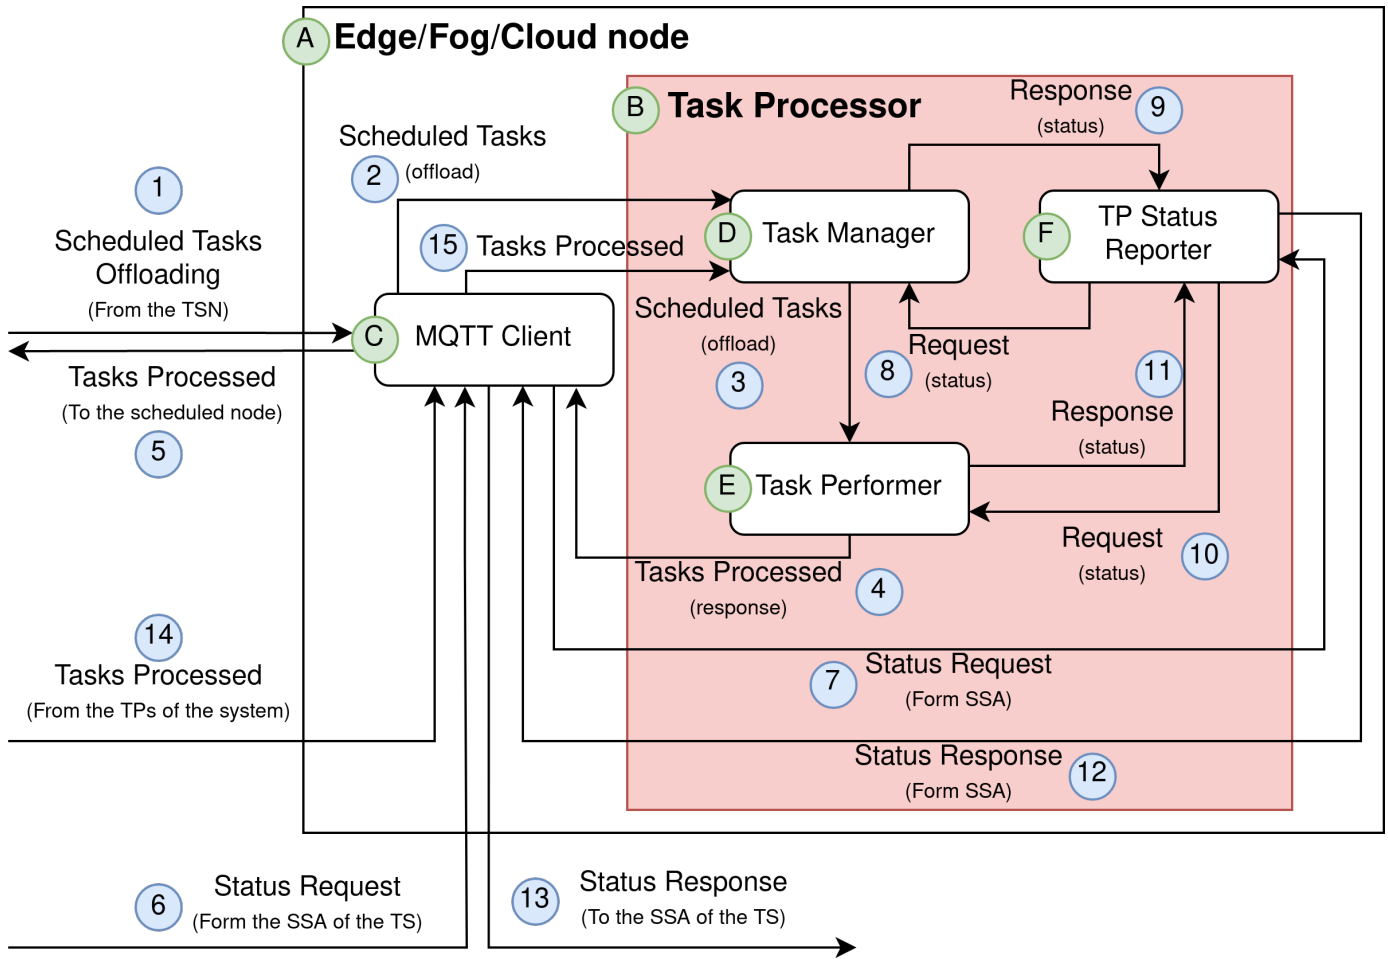 A Edge/Fog/Cloud node
B Task Processor
Response 9
(status)
Scheduled Tasks
2 (offload)
1
Scheduled Tasks
Offloading
(From the TSN)
15 Tasks Processed
D Task Manager
F TP Status
Reporter
C MQTT Client
Scheduled Tasks
(offload)
3
8 Request
(status)
11
Response
(status)
Tasks Processed
(To the scheduled node)
5
E Task Performer
Request 10
(status)
Tasks Processed 4
(response)
14
Tasks Processed
(From the TPs of the system)
7 Status Request
(Form SSA)
Status Response 12
(Form SSA)
6 Status Request
(Form the SSA of the TS)
13 Status Response
(To the SSA of the TS)